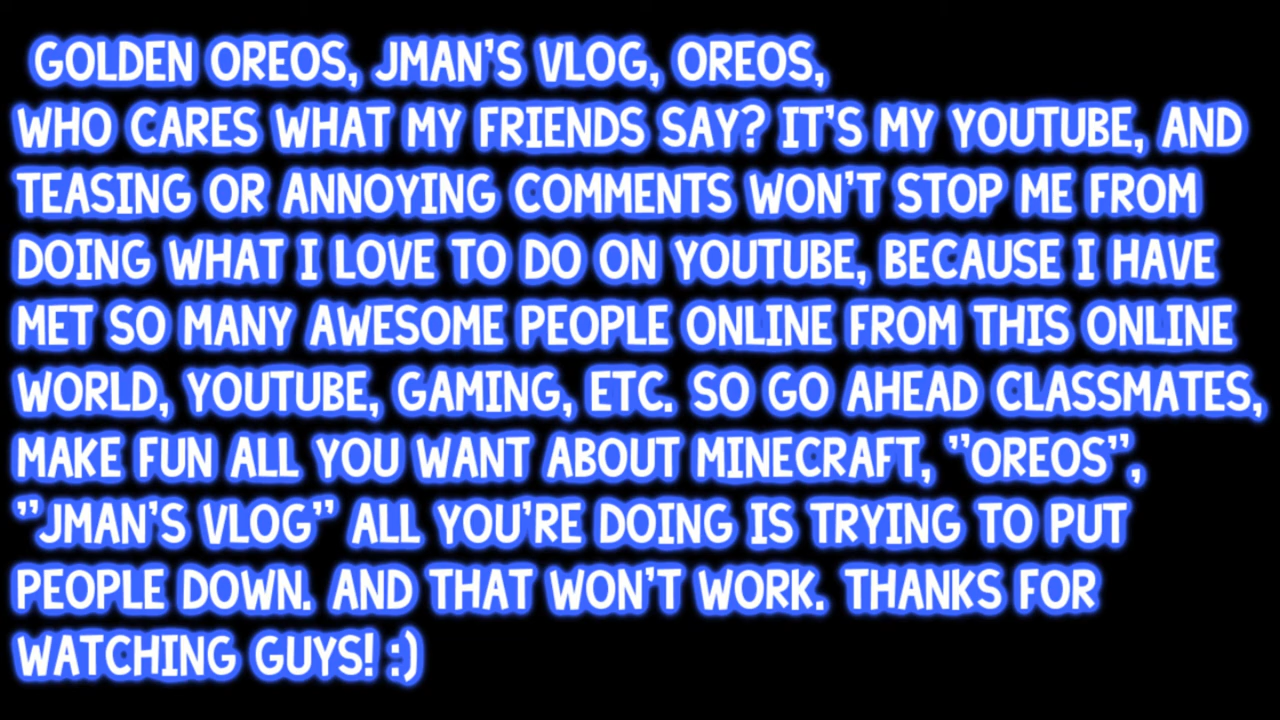 GOLDEN OREOS, JMAN'S VLOG, OREOS,
WHO CARES WHAT MY FRIENDS SAY? IT'S MY YOUTUBE, AND
TEASING OR ANNOYING COMMENTS WON'T STOP ME FROM
DOING WHAT I LOVE TO DO ON YOUTUBE, BECAUSE I HAVE
MET SO MANY AWESOME PEOPLE ONLINE FROM THIS ONLINE
WORLD, YOUTUBE, GAMING, ETC. SO GO AHEAD CLASSMATES,
MAKE FUN ALL YOU WANT ABOUT MINECRAFT, "OREOS",
"JMAN'S VLOG" ALL YOU'RE DOING IS TRYING TO PUT
PEOPLE DOWN. AND THAT WON'T WORK. THANKS FOR
WATCHING GUYS! :)